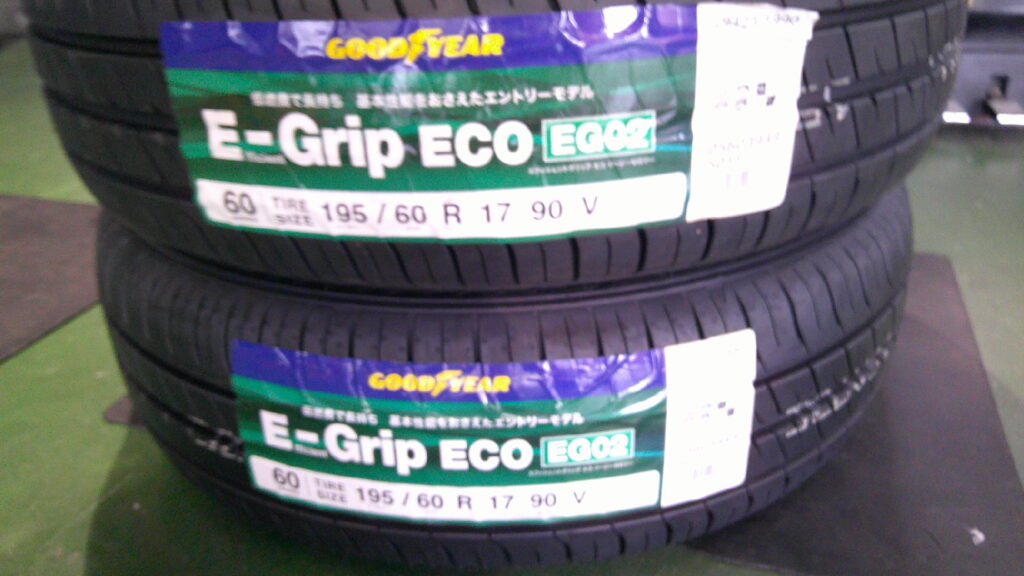 GOODYEAR
低燃費で長持ち 基本性能をおさえたエントリーモデル
E-Grip ECO EG02
60 TIRE SIZE 195 / 60 R 17 90 V
GOODYEAR
低燃費で長持ち 基本性能をおさえたエントリーモデル
E-Grip ECO EG02
60 TIRE SIZE 195 / 60 R 17 90 V